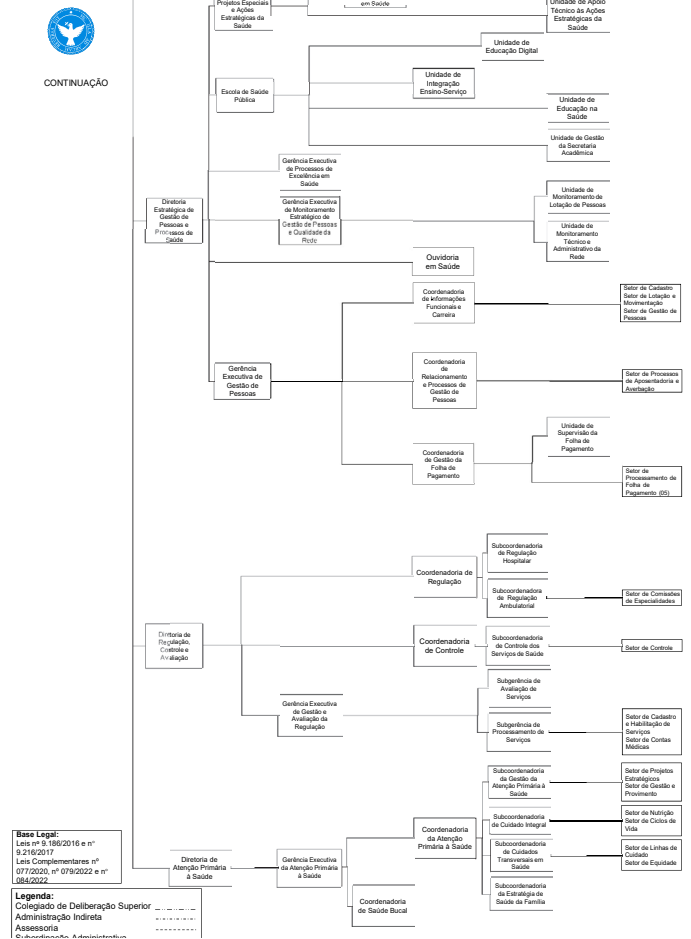 Projetos Especiais
e Ações
Estratégicas da
Saúde
em Saúde
Unidade de Apoio
Técnico às Ações
Estratégicas da
Saúde
CONTINUAÇÃO
Unidade de
Educação Digital
Unidade de
Integração
Ensino-Serviço
Escola de Saúde
Pública
Unidade de
Educação na
Saúde
Unidade de Gestão
da Secretaria
Acadêmica
Gerência Executiva
de Processos de
Excelência em
Saúde
Diretoria
Estratégica de
Gestão de
Pessoas e
Processos de
Saúde
Gerência Executiva
de Monitoramento
Estratégico de
Gestão de Pessoas
e Qualidade da
Rede
Unidade de
Monitoramento de
Lotação de Pessoas
Unidade de
Monitoramento
Técnico e
Administrativo da
Rede
Ouvidoria
em Saúde
Coordenadoria
de Informações
Funcionais e
Carreira
Setor de Cadastro
Setor de Lotação e
Movimentação
Setor de Gestão de
Pessoas
Gerência
Executiva de
Gestão de
Pessoas
Coordenadoria
de
Relacionamento
e Processos de
Gestão de
Pessoas
Setor de Processos
de Aposentadoria e
Averbação
Coordenadoria
de Gestão da
Folha de
Pagamento
Unidade de
Supervisão da
Folha de
Pagamento
Setor de
Processamento de
Folha de
Pagamento (05)
Diretoria de
Regulação,
Controle e
Avaliação
Coordenadoria de
Regulação
Subcoordenadoria
de Regulação
Hospitalar
Subcoordenadora
de Regulação
Ambulatorial
Setor de Comissões
de Especialidades
Coordenadoria
de Controle
Subcoordenadoria
de Controle dos
Serviços de Saúde
Setor de Controle
Gerência Executiva
de Gestão e
Avaliação da
Regulação
Subgerência de
Avaliação de
Serviços
Subgerência de
Processamento de
Serviços
Setor de Cadastro
e Habilitação de
Serviços
Setor de Contas
Médicas
Diretoria de
Atenção Primária
à Saúde
Gerência Executiva
da Atenção Primária
à Saúde
Coordenadoria
da Atenção
Primária à Saúde
Subcoordenadoria
da Gestão da
Atenção Primária à
Saúde
Setor de Projetos
Estratégicos
Setor de Gestão e
Provimento
Subcoordenadoria
de Cuidado Integral
Setor de Nutrição
Setor de Ciclos de
Vida
Subcoordenadoria
de Cuidados
Transversais em
Saúde
Setor de Linhas de
Cuidado
Setor de Equidade
Subcoordenadoria
da Estratégia de
Saúde da Família
Coordenadoria
de Saúde Bucal
Base Legal:
Leis nº 9.186/2016 e n°
9.216/2017
Leis Complementares nº
077/2020, nº 079/2022 e n°
084/2022
Legenda:
Colegiado de Deliberação Superior
Administração Indireta
Assessoria
Subordinação Administrativa